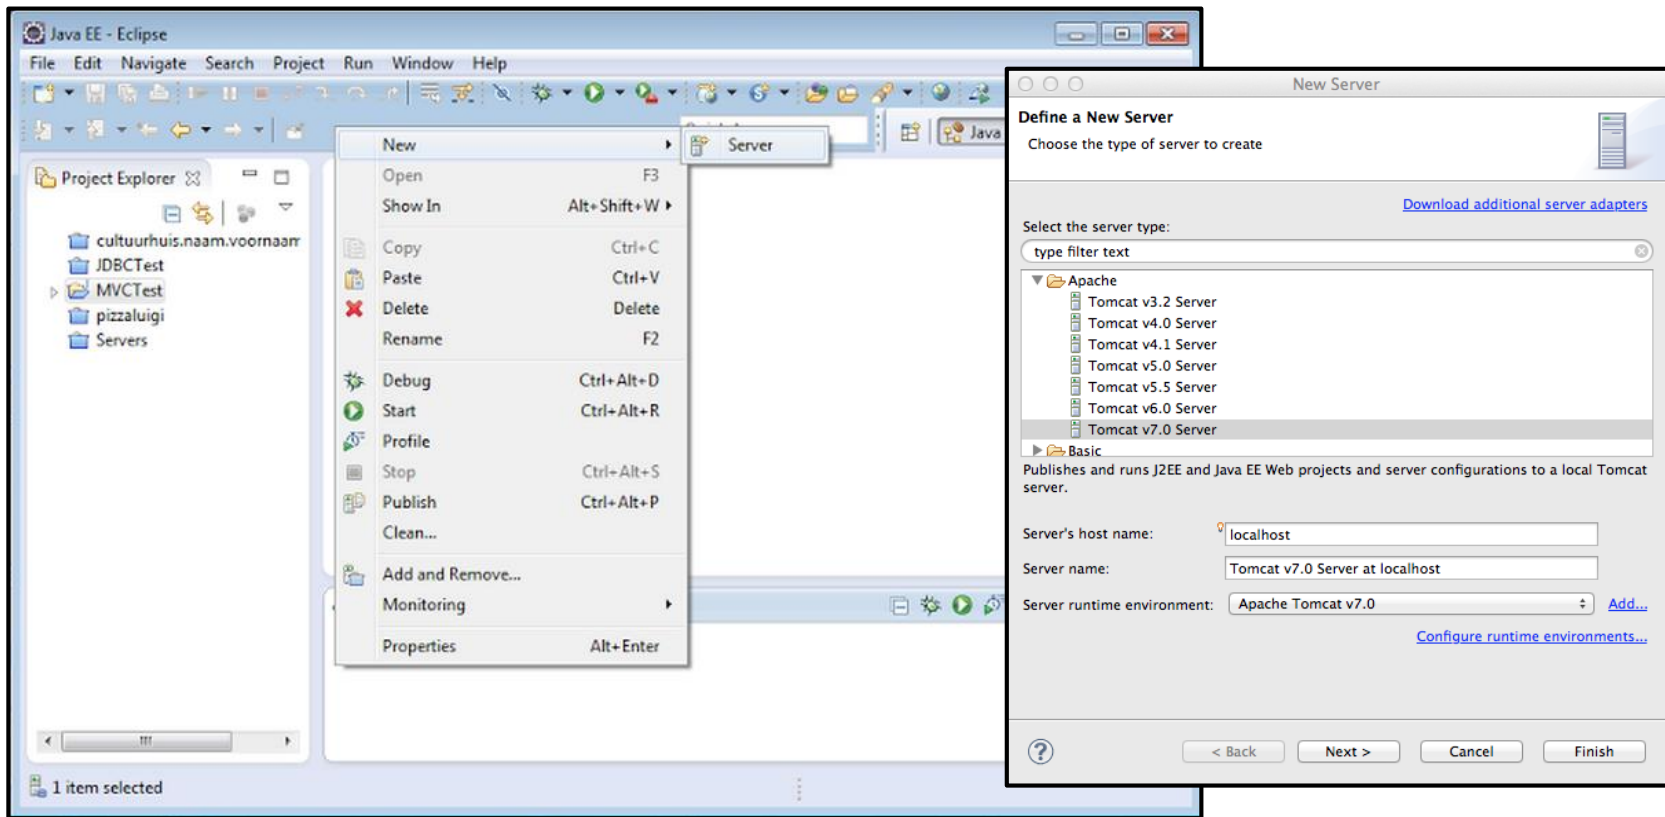 Java EE - Eclipse
File Edit Navigate Search Project Run Window Help
Java
Project Explorer
cultuurhuis.naam.voornaam
JDBCTest
MVCTest
pizzaluigi
Servers
New
Server
Open F3
Show In Alt+Shift+W
Copy Ctrl+C
Paste Ctrl+V
Delete Delete
Rename F2
Debug Ctrl+Alt+D
Start Ctrl+Alt+R
Profile
Stop Ctrl+Alt+S
Publish Ctrl+Alt+P
Clean...
Add and Remove...
Monitoring
Properties Alt+Enter
1 item selected
New Server
Define a New Server
Choose the type of server to create
Download additional server adapters
Select the server type:
type filter text
Apache
Tomcat v3.2 Server
Tomcat v4.0 Server
Tomcat v4.1 Server
Tomcat v5.0 Server
Tomcat v5.5 Server
Tomcat v6.0 Server
Tomcat v7.0 Server
Basic
Publishes and runs J2EE and Java EE Web projects and server configurations to a local Tomcat
server.
Server's host name: localhost
Server name: Tomcat v7.0 Server at localhost
Server runtime environment: Apache Tomcat v7.0 Add...
Configure runtime environments...
? < Back Next > Cancel Finish